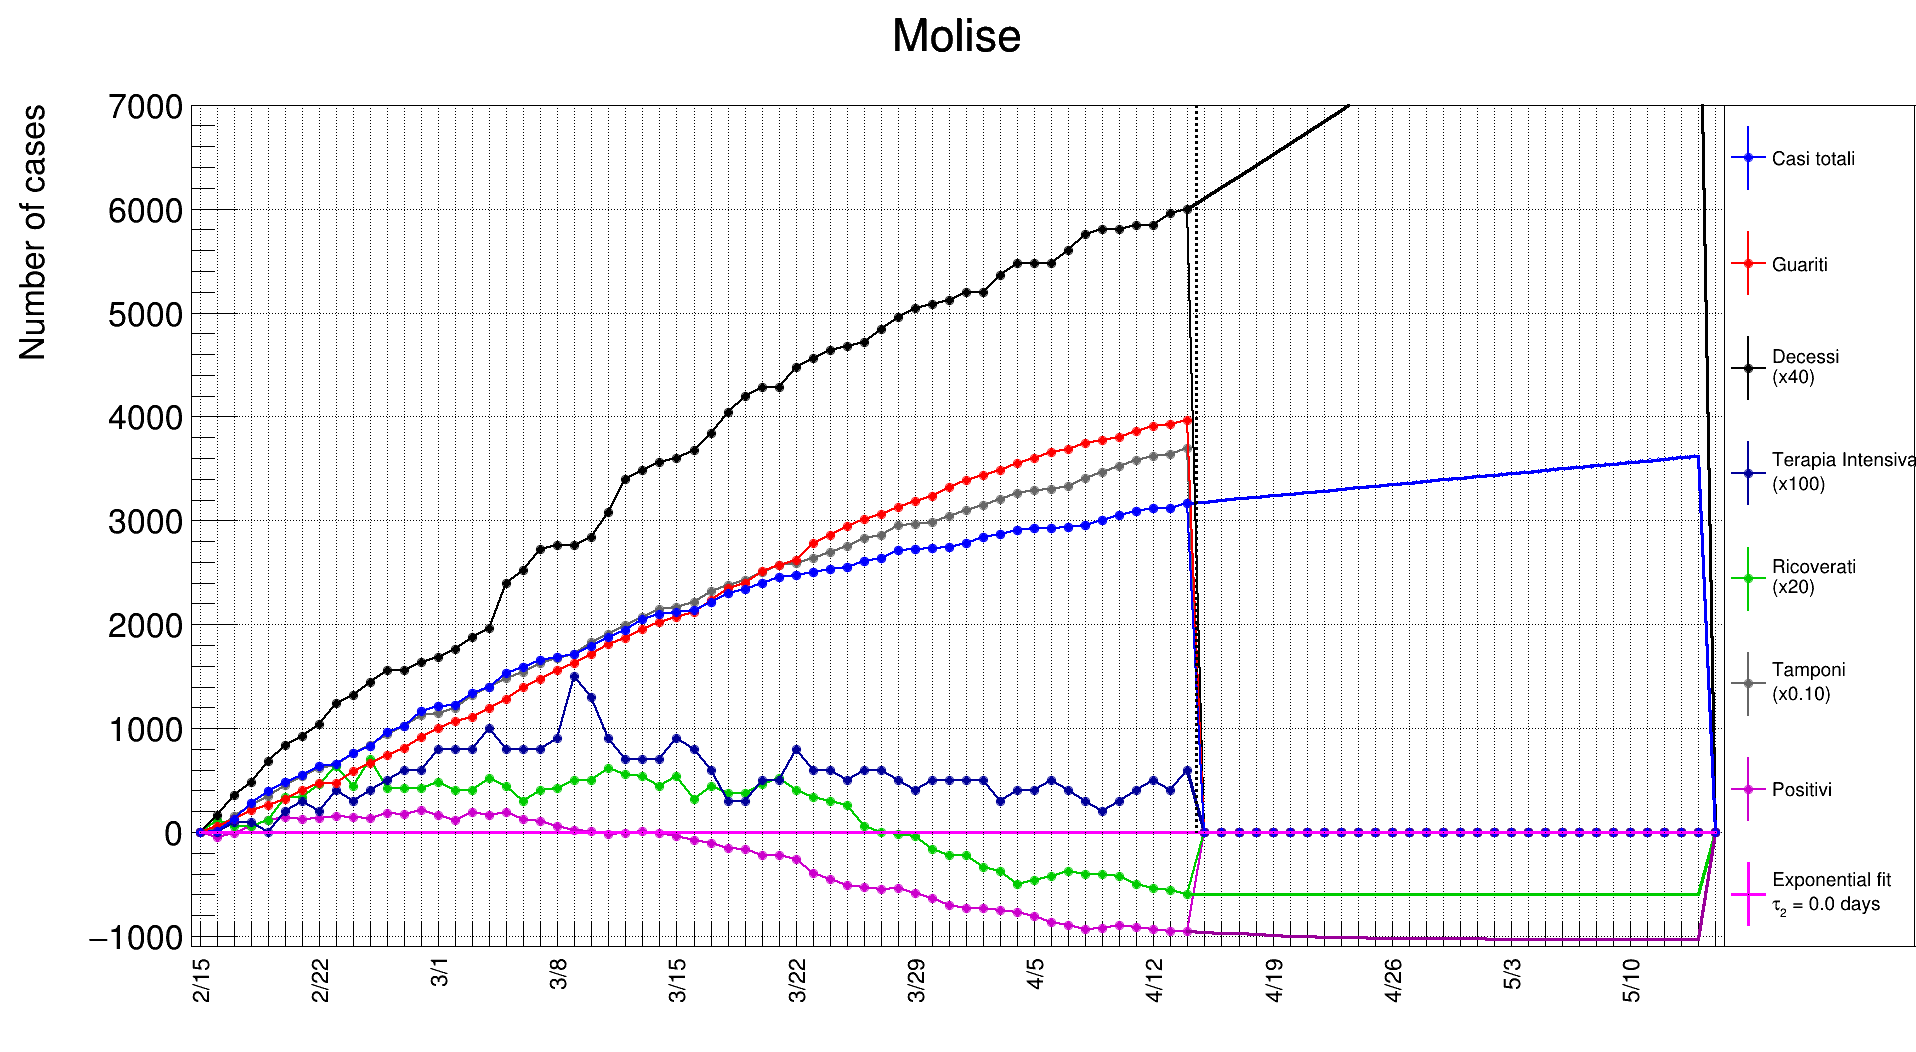 Molise
Number of cases
7000
6000
5000
4000
3000
2000
1000
0
−1000
2/15
2/22
3/1
3/8
3/15
3/22
3/29
4/5
4/12
4/19
4/26
5/3
5/10
Casi totali
Guariti
Decessi
(x40)
Terapia Intensiva
(x100)
Ricoverati
(x20)
Tamponi
(x0.10)
Positivi
Exponential fit
τ2 = 0.0 days